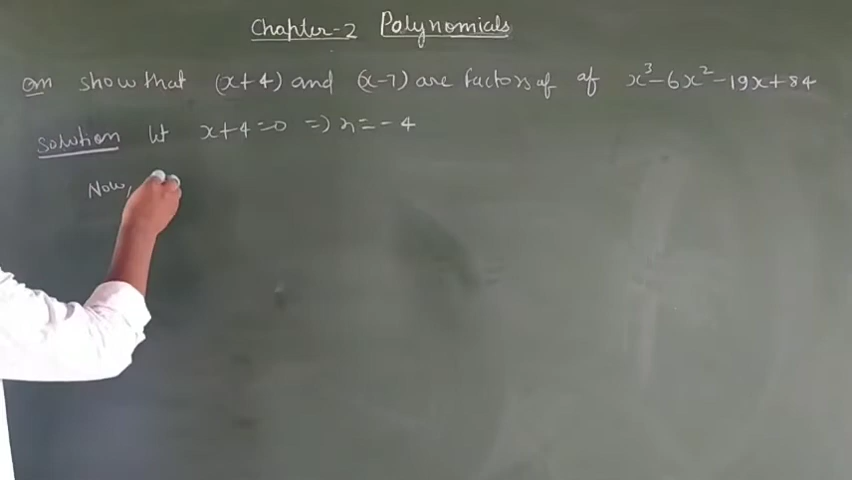 Chapter-2 Polynomials
Qn show that (x+4) and (x-7) are factors of of x³-6x²-19x+84
Solution let x+4=0 => x=-4
Now,